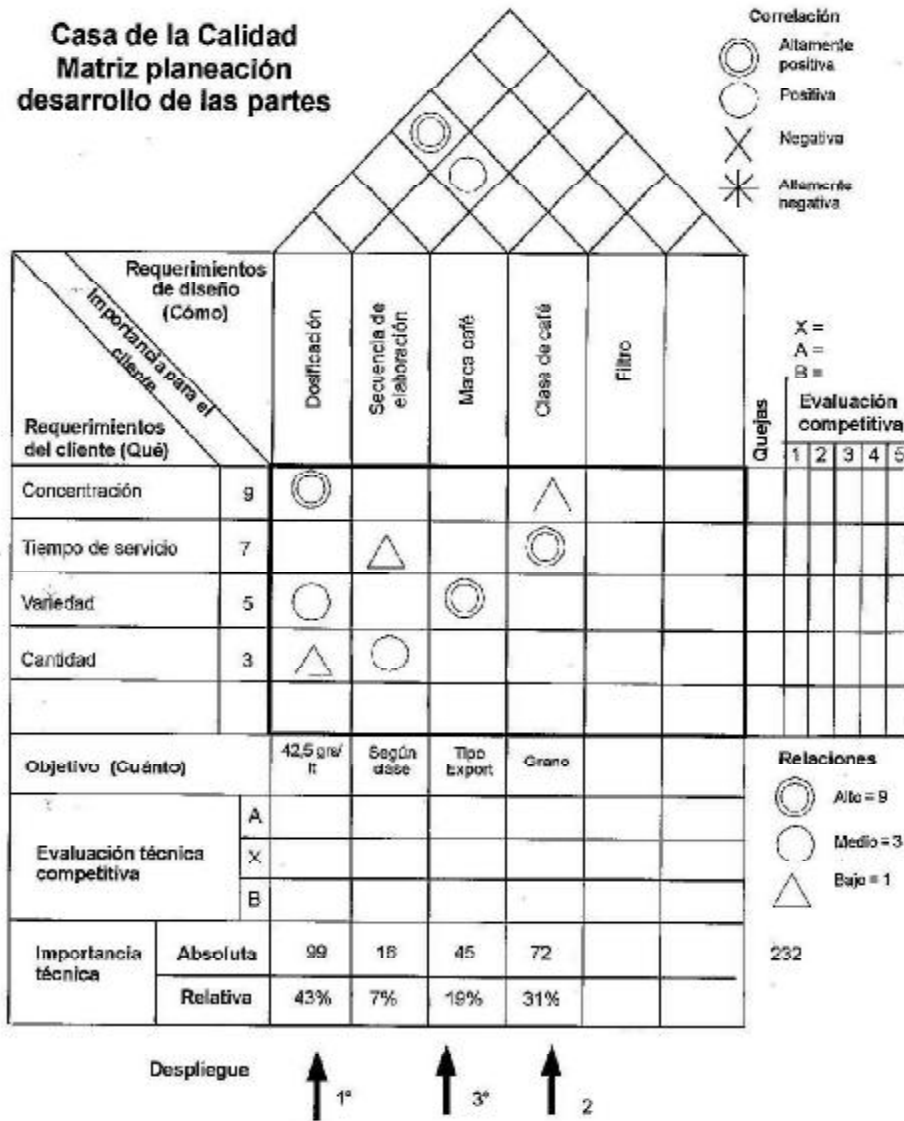 Casa de la Calidad
Matriz planeación
desarrollo de las partes
Correlación
Altamente
positiva
Positiva
Negativa
Altamente
negativa
Requerimientos
de diseño
(Cómo)
Importancia para el
cliente
Requerimientos
del cliente (Qué)
Dosificación
Secuencia de
elaboración
Marca café
Clase de café
Filtro
Quejas
X =
A =
B =
Evaluación
competitiva
1 2 3 4 5
Concentración 9
Tiempo de servicio 7
Variedad 5
Cantidad 3
Objetivo (Cuánto)
42,5 grs/
lt
Según
clase
Tipo
Export
Grano
Relaciones
Alto = 9
Medio = 3
Bajo = 1
Evaluación técnica
competitiva
A
X
B
Importancia
técnica
Absoluta 99 16 45 72 232
Relativa 43% 7% 19% 31%
Despliegue
1° 3° 2